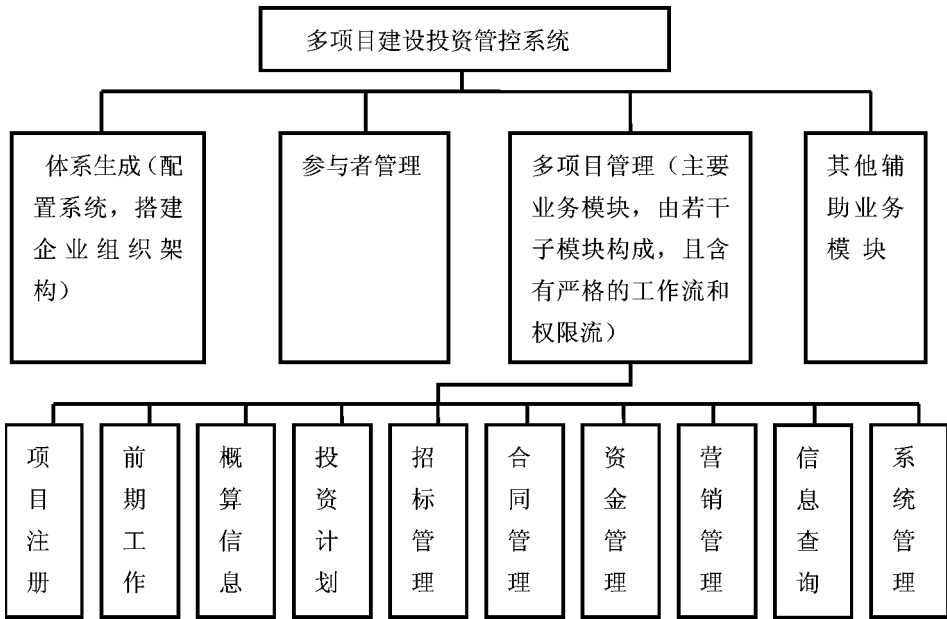 多项目建设投资管控系统
体系生成（配
置系统，搭建
企业组织架
构）
参与者管理
多项目管理（主要
业务模块，由若干
子模块构成，且含
有严格的工作流和
权限流）
其他辅
助业务
模块
项目注册
前期工作
概算信息
投资计划
招标管理
合同管理
资金管理
营销管理
信息查询
系统管理